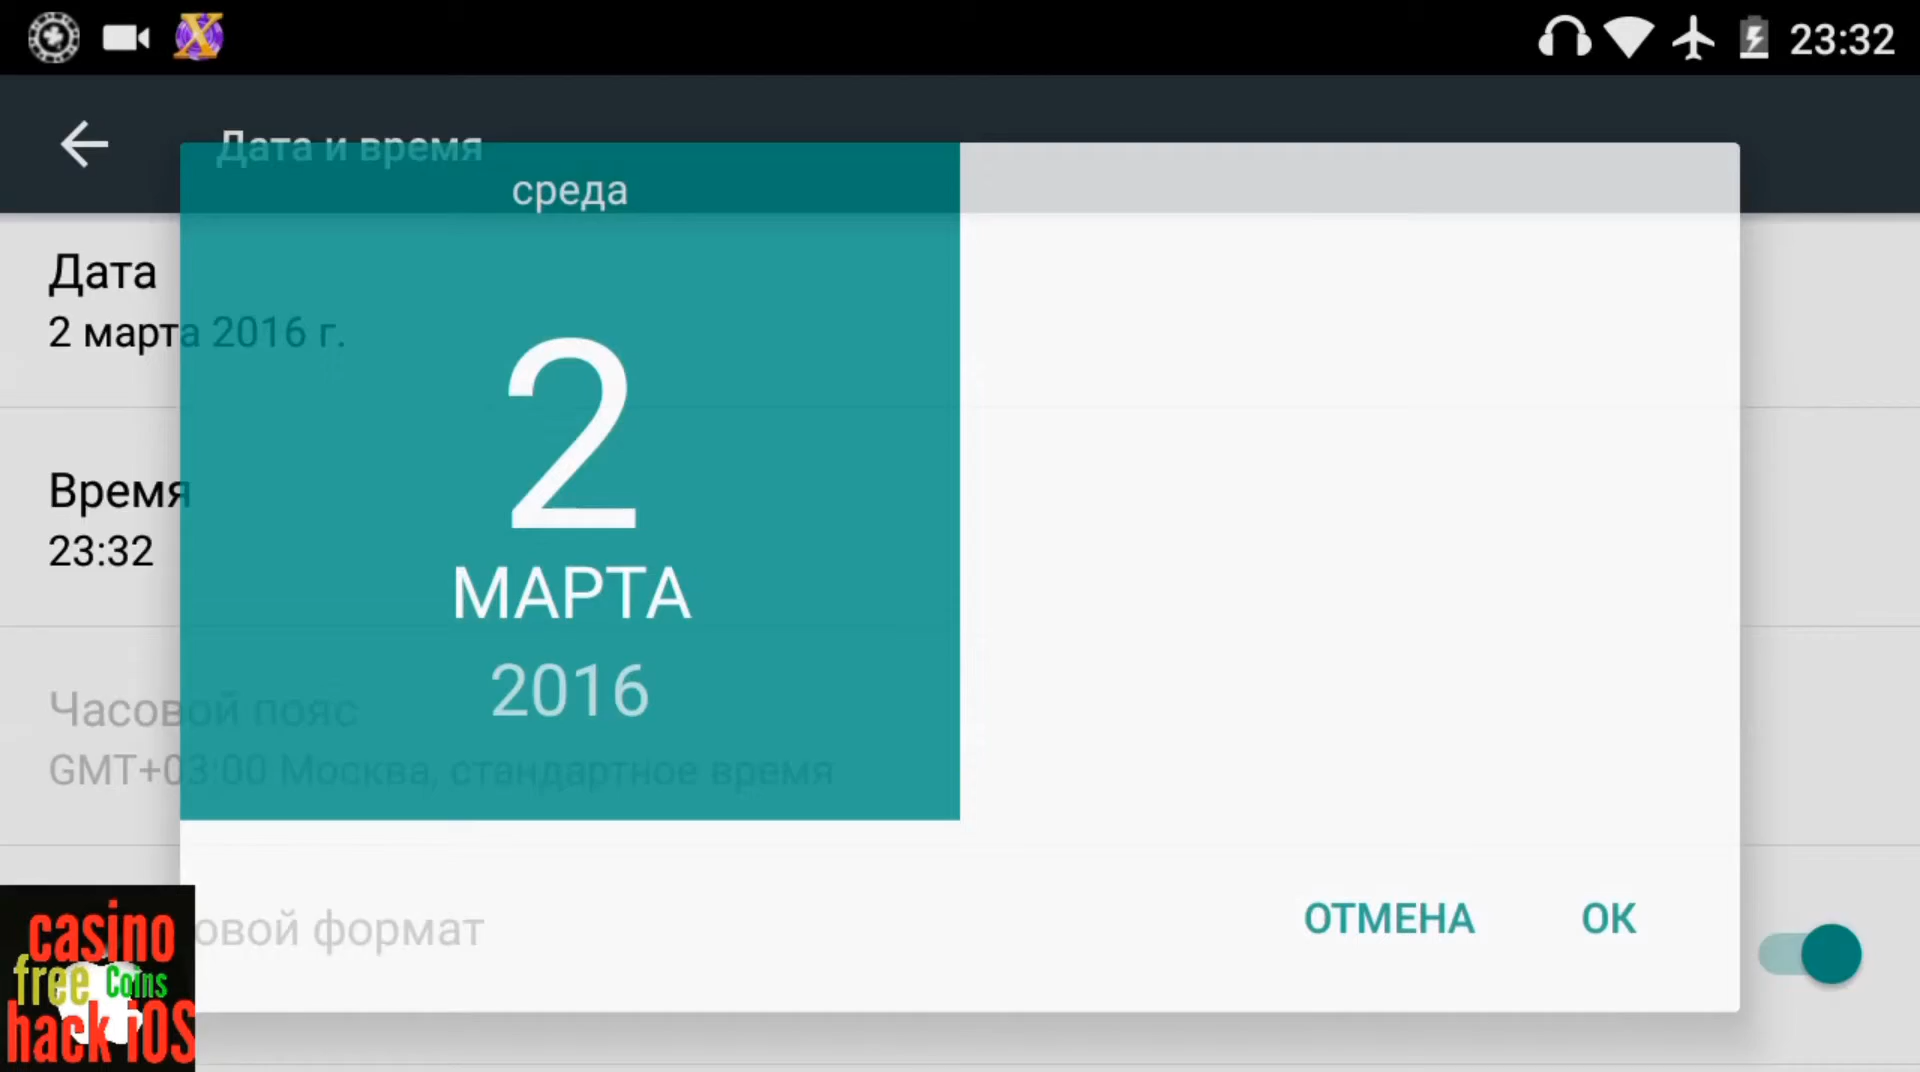 23:32
Дата и время
среда
Дата
2 марта 2016 г.
2
МАРТА
2016
Время
23:32
Часовой пояс
GMT+03:00 Москва, стандартное время
овой формат
ОТМЕНА
ОК
casino
free Coins
hack iOS
X